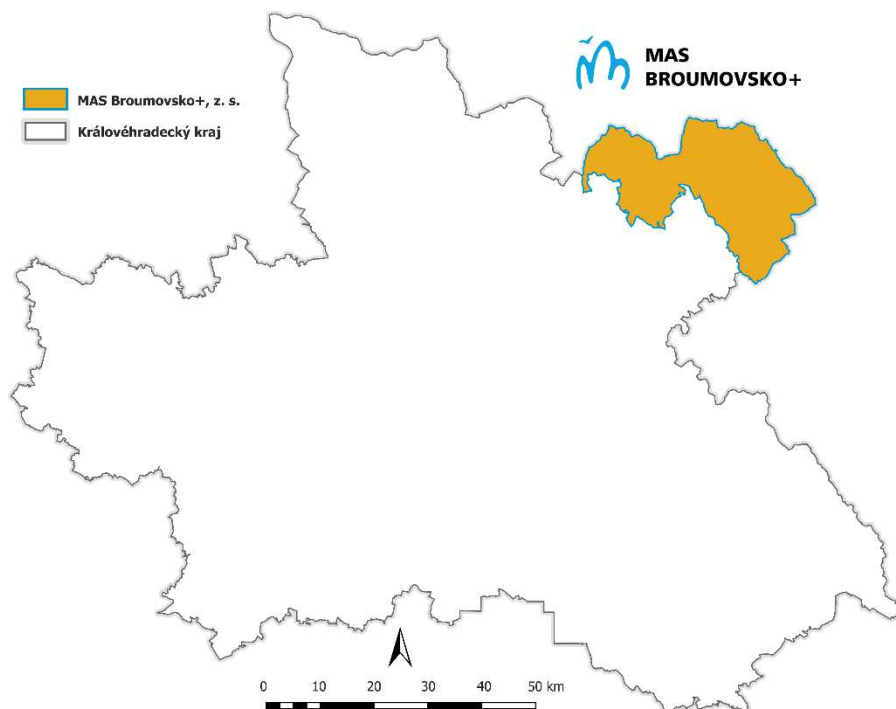 MAS
BROUMOVSKO+
MAS Broumovsko+, z. s.
Královéhradecký kraj
0 10 20 30 40 50 km